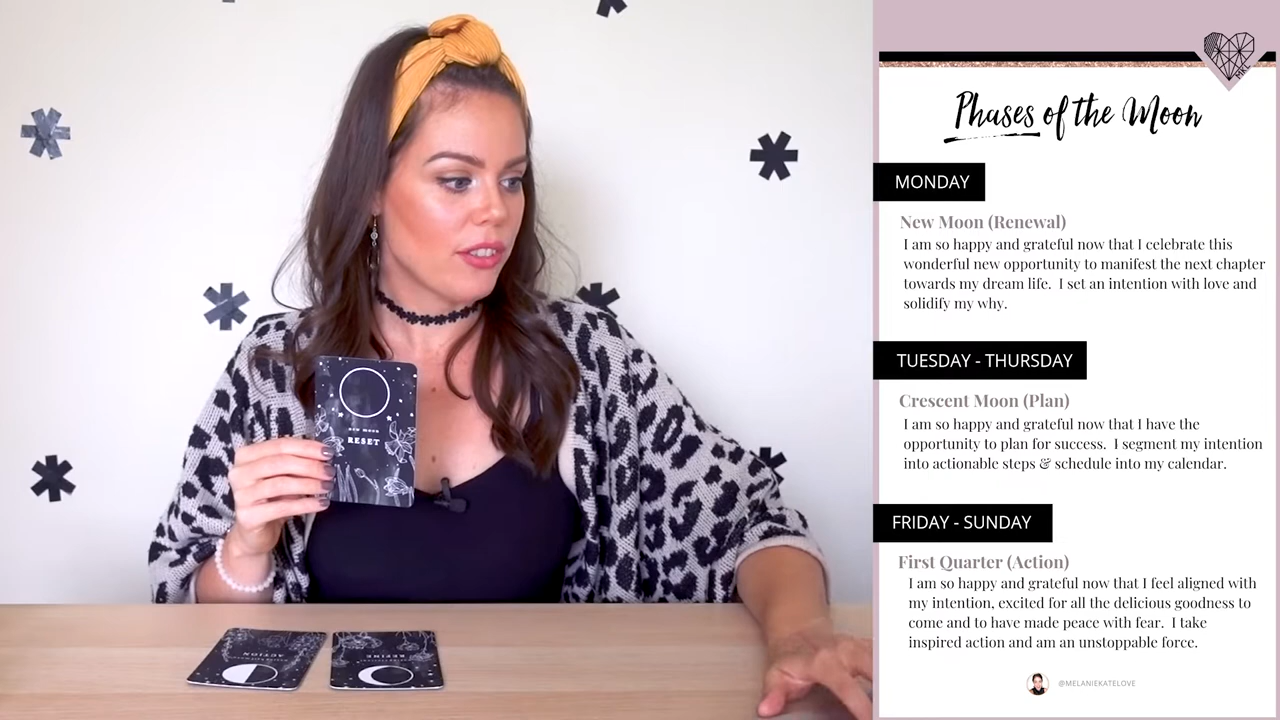 new moon
RESET
ACTION
REFINE
Phases of the Moon
MONDAY
New Moon (Renewal)
I am so happy and grateful now that I celebrate this
wonderful new opportunity to manifest the next chapter
towards my dream life. I set an intention with love and
solidify my why.
TUESDAY - THURSDAY
Crescent Moon (Plan)
I am so happy and grateful now that I have the
opportunity to plan for success. I segment my intention
into actionable steps & schedule into my calendar.
FRIDAY - SUNDAY
First Quarter (Action)
I am so happy and grateful now that I feel aligned with
my intention, excited for all the delicious goodness to
come and to have made peace with fear. I take
inspired action and am an unstoppable force.
@MELANIEKATELOVE